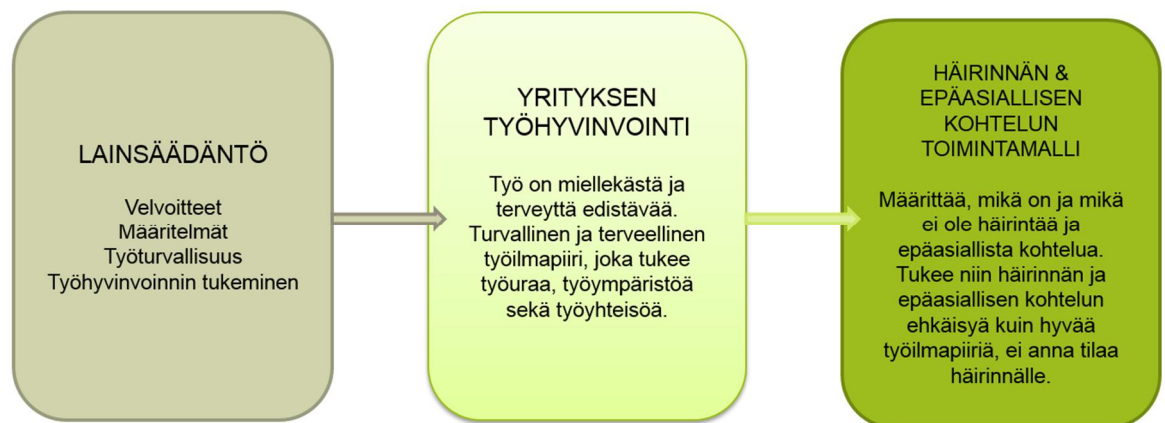 LAINSÄÄDÄNTÖ
Velvoitteet
Määritelmät
Työturvallisuus
Työhyvinvoinnin tukeminen
YRITYKSEN
TYÖHYVINVOINTI
Työ on miellekästä ja
terveyttä edistävää.
Turvallinen ja terveellinen
työilmapiiri, joka tukee
työuraa, työympäristöä
sekä työyhteisöä.
HÄIRINNÄN &
EPÄASIALLISEN
KOHTELUN
TOIMINTAMALLI
Määrittää, mikä on ja mikä
ei ole häirintää ja
epäasiallista kohtelua.
Tukee niin häirinnän ja
epäasiallisen kohtelun
ehkäisyä kuin hyvää
työilmapiiriä, ei anna tilaa
häirinnälle.